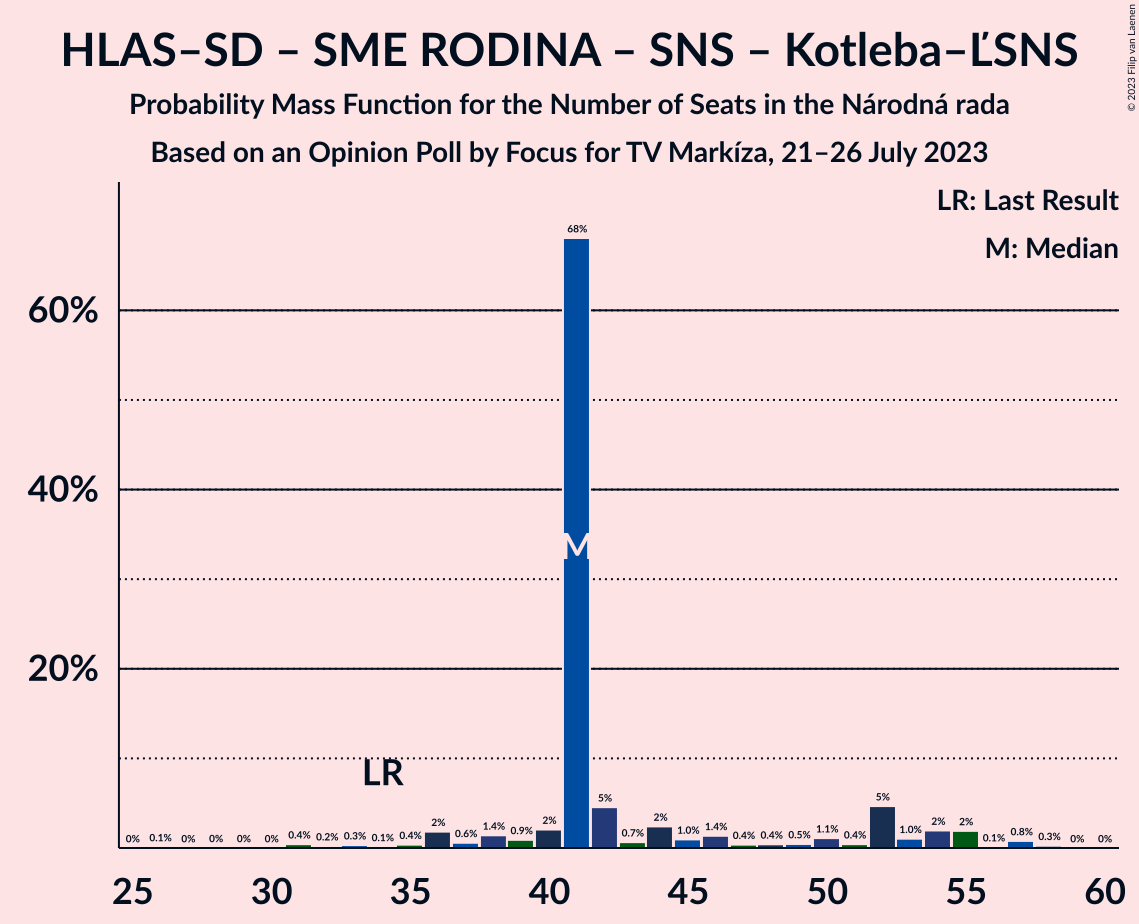 HLAS–SD – SME RODINA – SNS – Kotleba–ĽSNS
Probability Mass Function for the Number of Seats in the Národná rada
Based on an Opinion Poll by Focus for TV Markíza, 21–26 July 2023
© 2023 Filip van Laenen
LR: Last Result
M: Median
68%
60%
40%
M
20%
LR
0% 0.1% 0% 0% 0% 0% 0.4% 0.2% 0.3% 0.1% 0.4% 2% 0.6% 1.4% 0.9% 2% 5% 0.7% 2% 1.0% 1.4% 0.4% 0.4% 0.5% 1.1% 0.4% 5% 1.0% 2% 2% 0.1% 0.8% 0.3% 0% 0%
25 30 35 40 45 50 55 60